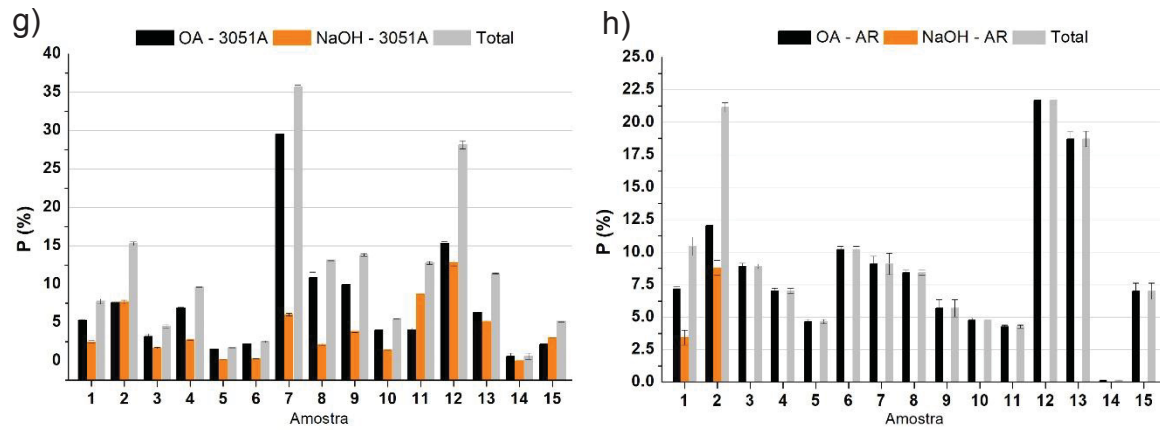 g)
OA - 3051A NaOH - 3051A Total
P (%)
40
35
30
25
20
15
10
5
0
1 2 3 4 5 6 7 8 9 10 11 12 13 14 15
Amostra
h)
OA - AR NaOH - AR Total
P (%)
25.0
22.5
20.0
17.5
15.0
12.5
10.0
7.5
5.0
2.5
0.0
1 2 3 4 5 6 7 8 9 10 11 12 13 14 15
Amostra